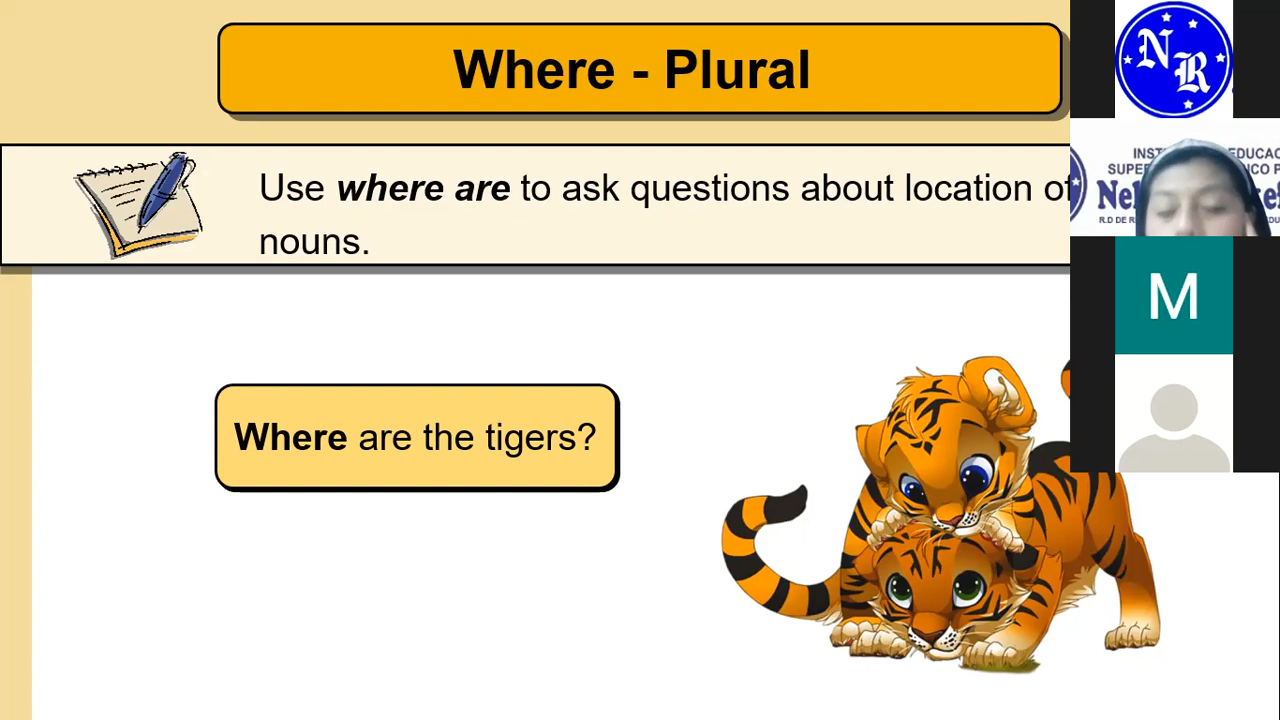 Where - Plural
Use where are to ask questions about location of
nouns.
Where are the tigers?
NR
M